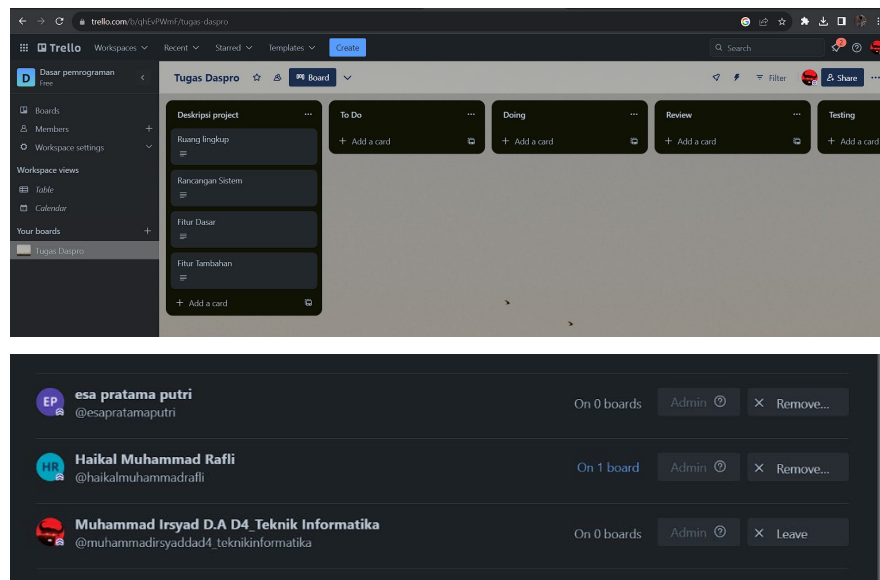 trello.com/b/qhEvPWmF/tugas-daspro
Trello Workspaces Recent Starred Templates Create Search
Dasar pemrograman
Free
Tugas Daspro Board Filter Share
Boards
Members
Workspace settings
Workspace views
Table
Calendar
Your boards
Tugas Daspro
Deskripsi project
Ruang lingkup
Rancangan Sistem
Fitur Dasar
Fitur Tambahan
+ Add a card
To Do
+ Add a card
Doing
+ Add a card
Review
+ Add a card
Testing
+ Add a card
EP esa pratama putri
@esapratamaputri
On 0 boards Admin Remove...
HR Haikal Muhammad Rafli
@haikalmuhammadrafli
On 1 board Admin Remove...
Muhammad Irsyad D.A D4_Teknik Informatika
@muhammadirsyaddad4_teknikinformatika
On 0 boards Admin Leave